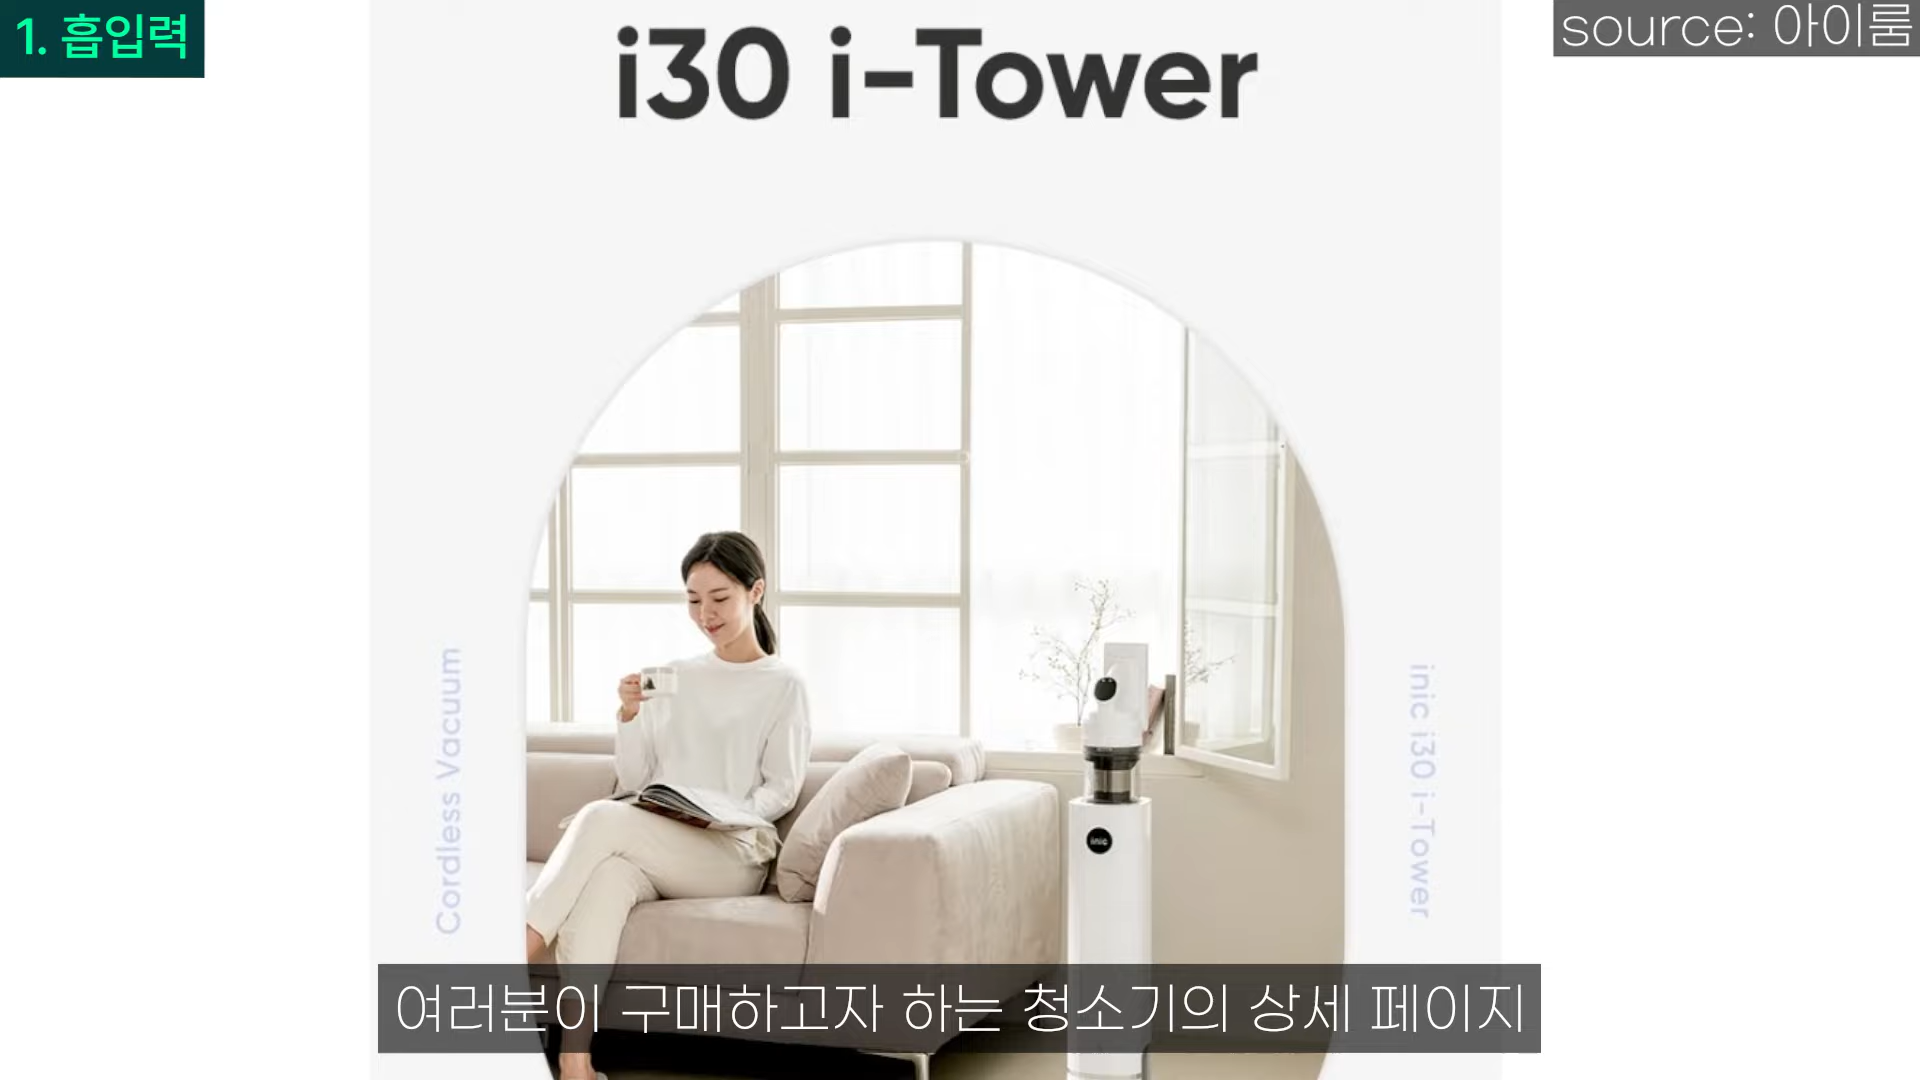 1. 흡입력
source: 아이룸
i30 i-Tower
Cordless Vacuum
inic i30 i-Tower
inic
여러분이 구매하고자 하는 청소기의 상세 페이지